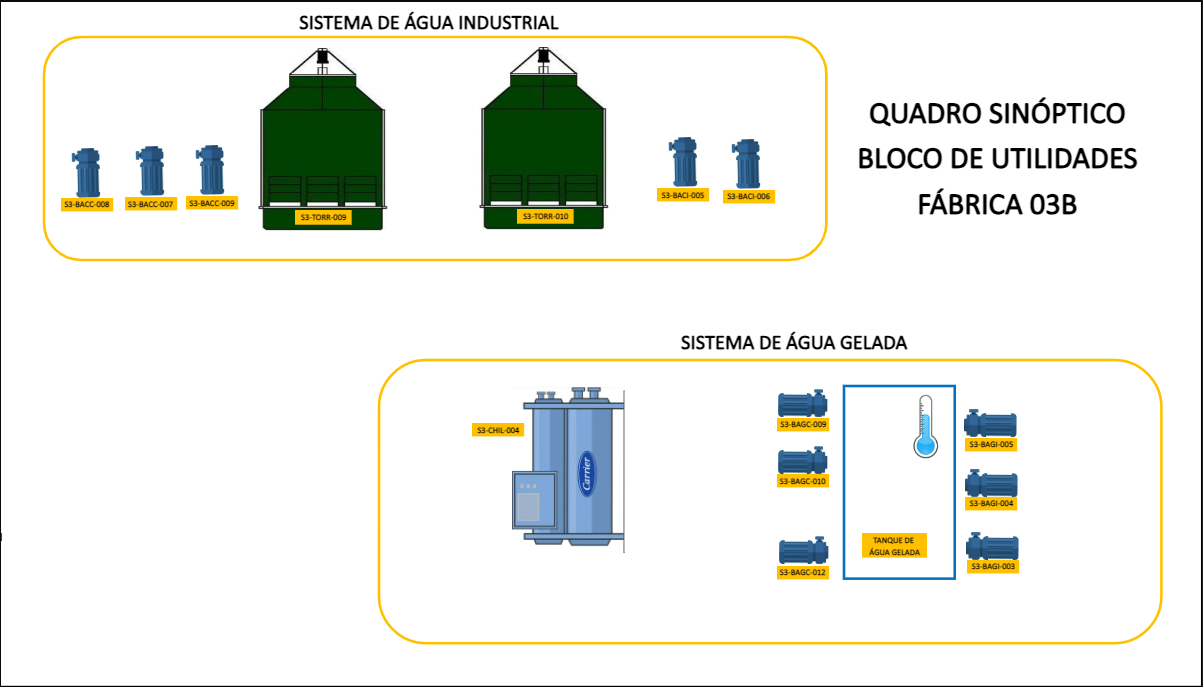 SISTEMA DE ÁGUA INDUSTRIAL
QUADRO SINÓPTICO
BLOCO DE UTILIDADES
FÁBRICA 03B
S3-BACC-008
S3-BACC-007
S3-BACC-009
S3-TORR-009
S3-TORR-010
S3-BACI-005
S3-BACI-006
SISTEMA DE ÁGUA GELADA
S3-CHIL-004
Carrier
S3-BAGC-009
S3-BAGC-010
S3-BAGC-012
TANQUE DE
ÁGUA GELADA
S3-BAGI-005
S3-BAGI-004
S3-BAGI-003